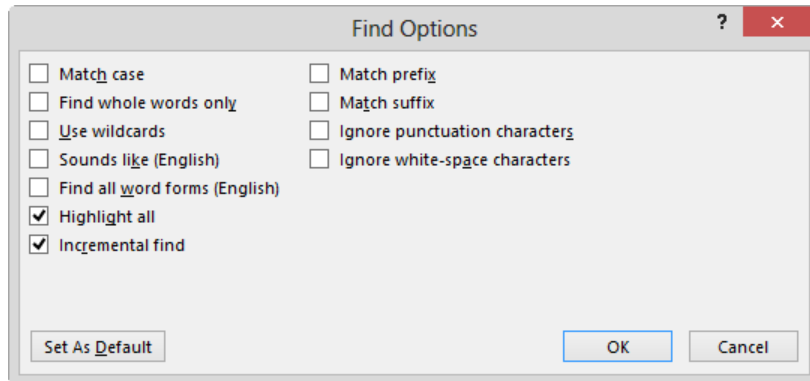 Find Options
?
Match case
Find whole words only
Use wildcards
Sounds like (English)
Find all word forms (English)
Highlight all
Incremental find
Match prefix
Match suffix
Ignore punctuation characters
Ignore white-space characters
Set As Default
OK
Cancel